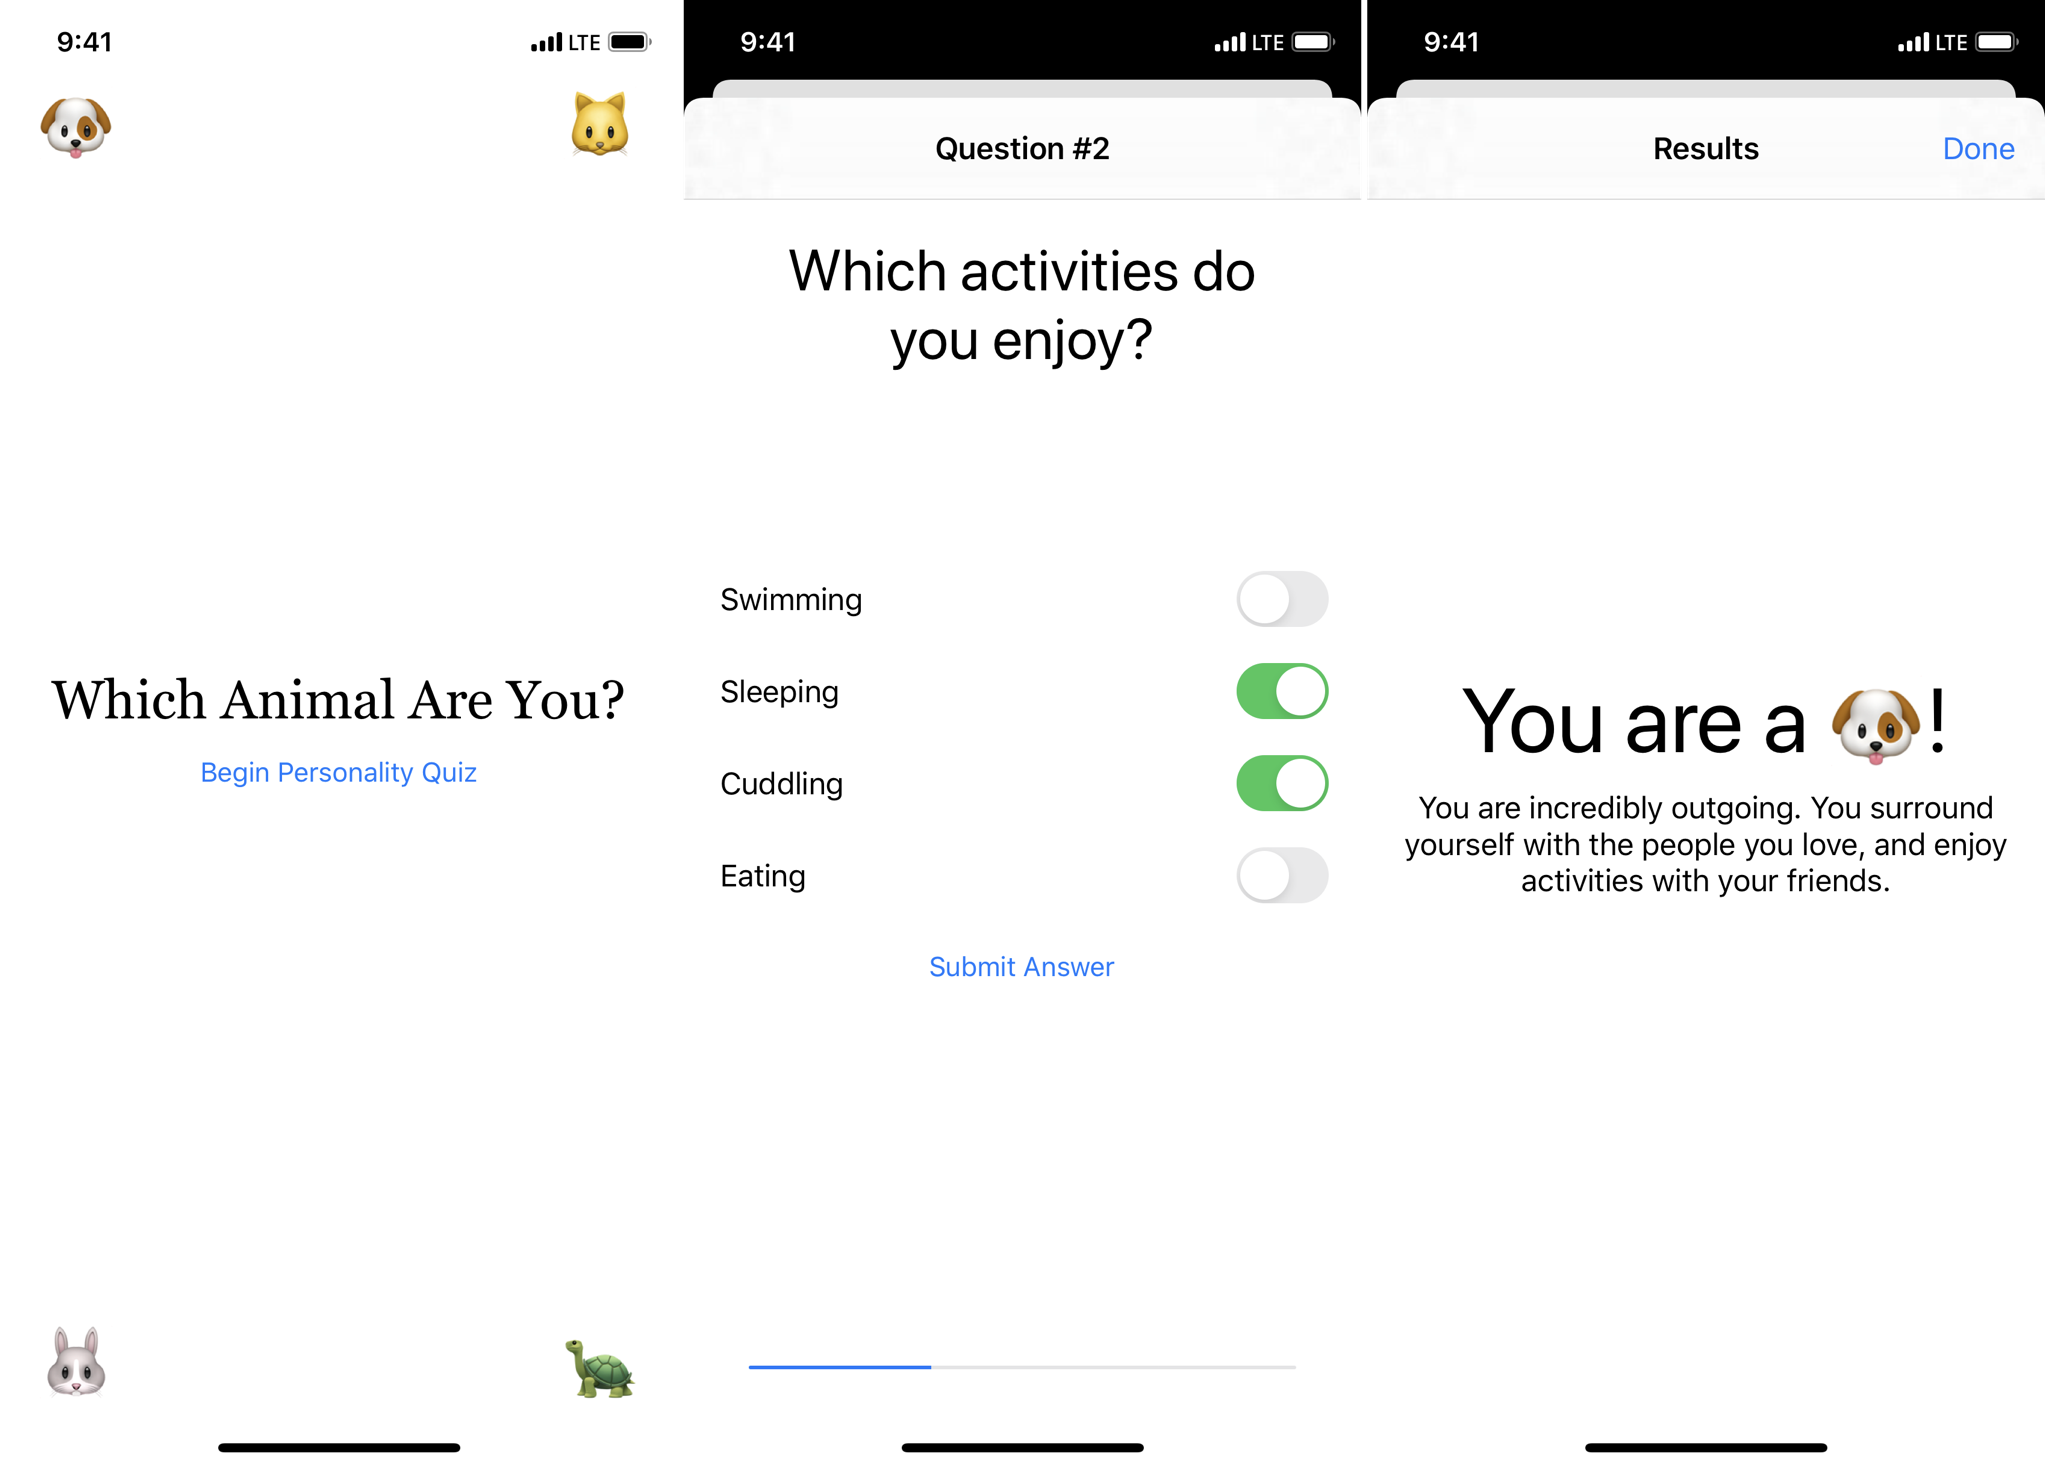 9:41
LTE
Which Animal Are You?
Begin Personality Quiz
9:41
LTE
Question #2
Which activities do
you enjoy?
Swimming
Sleeping
Cuddling
Eating
Submit Answer
9:41
LTE
Results
Done
You are a 🐶!
You are incredibly outgoing. You surround
yourself with the people you love, and enjoy
activities with your friends.